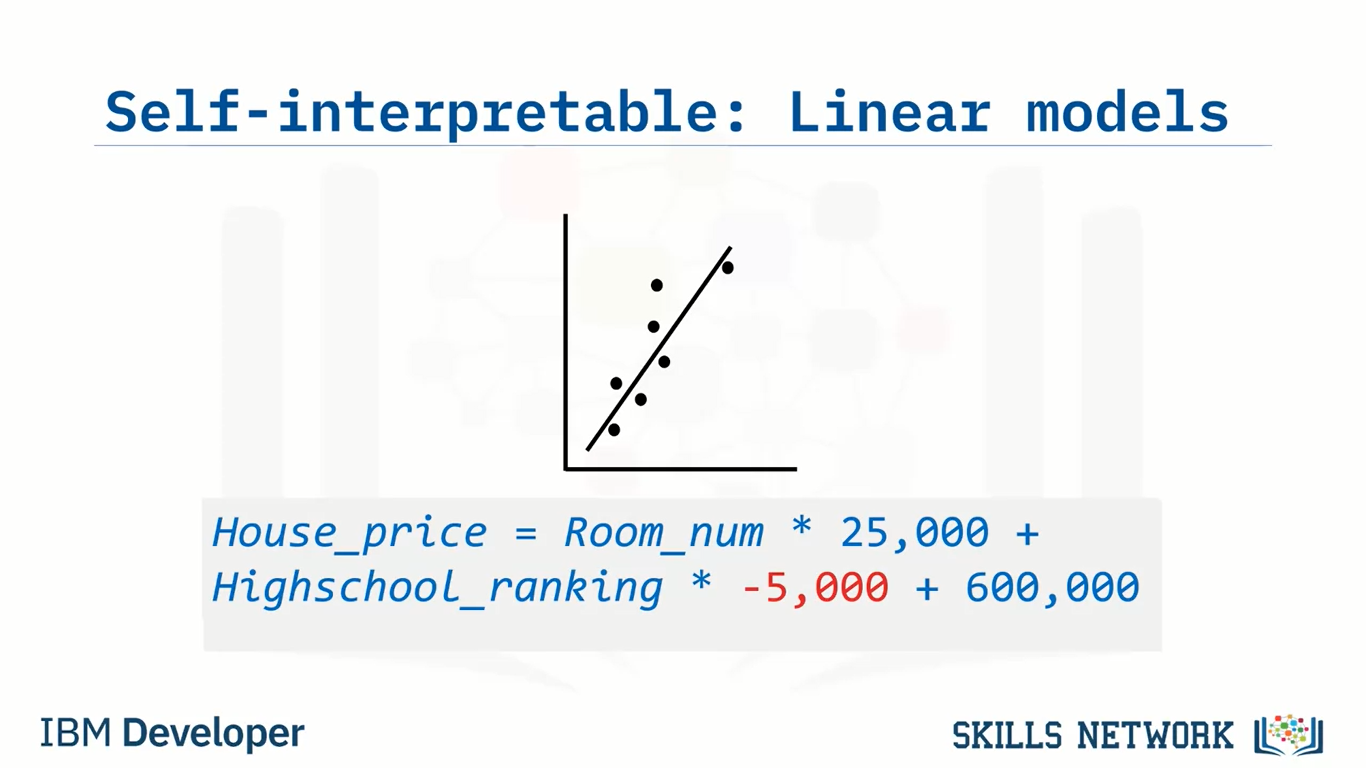 Self-interpretable: Linear models
House_price = Room_num * 25,000 +
Highschool_ranking * -5,000 + 600,000
IBM Developer
SKILLS NETWORK